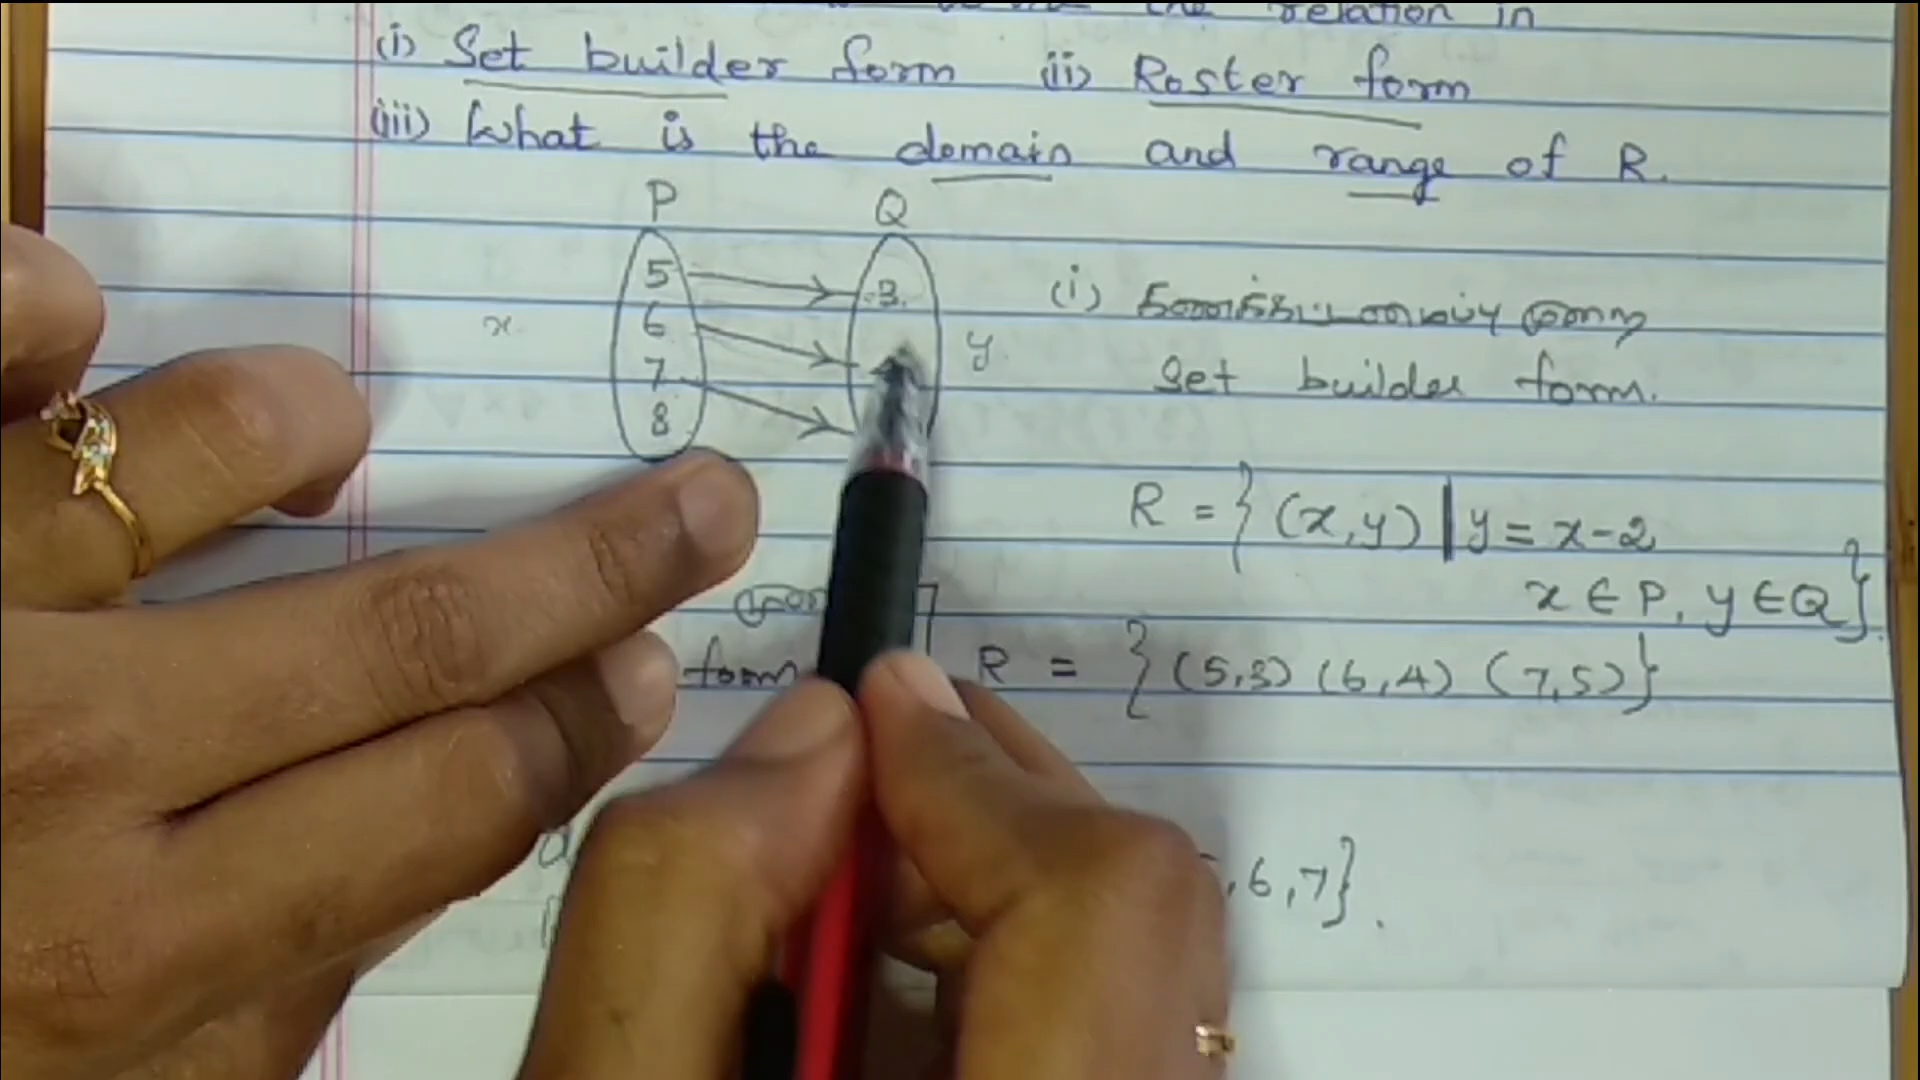 the relation in
(i) Set builder form (ii) Roster form
(iii) What is the domain and range of R.
P Q
5 3
x 6 y
7
8
(i)
Set builder form.
R = {(x,y) | y = x-2
x ∈ P, y ∈ Q}.
form R = {(5,3) (6,4) (7,5)}
,6,7}.